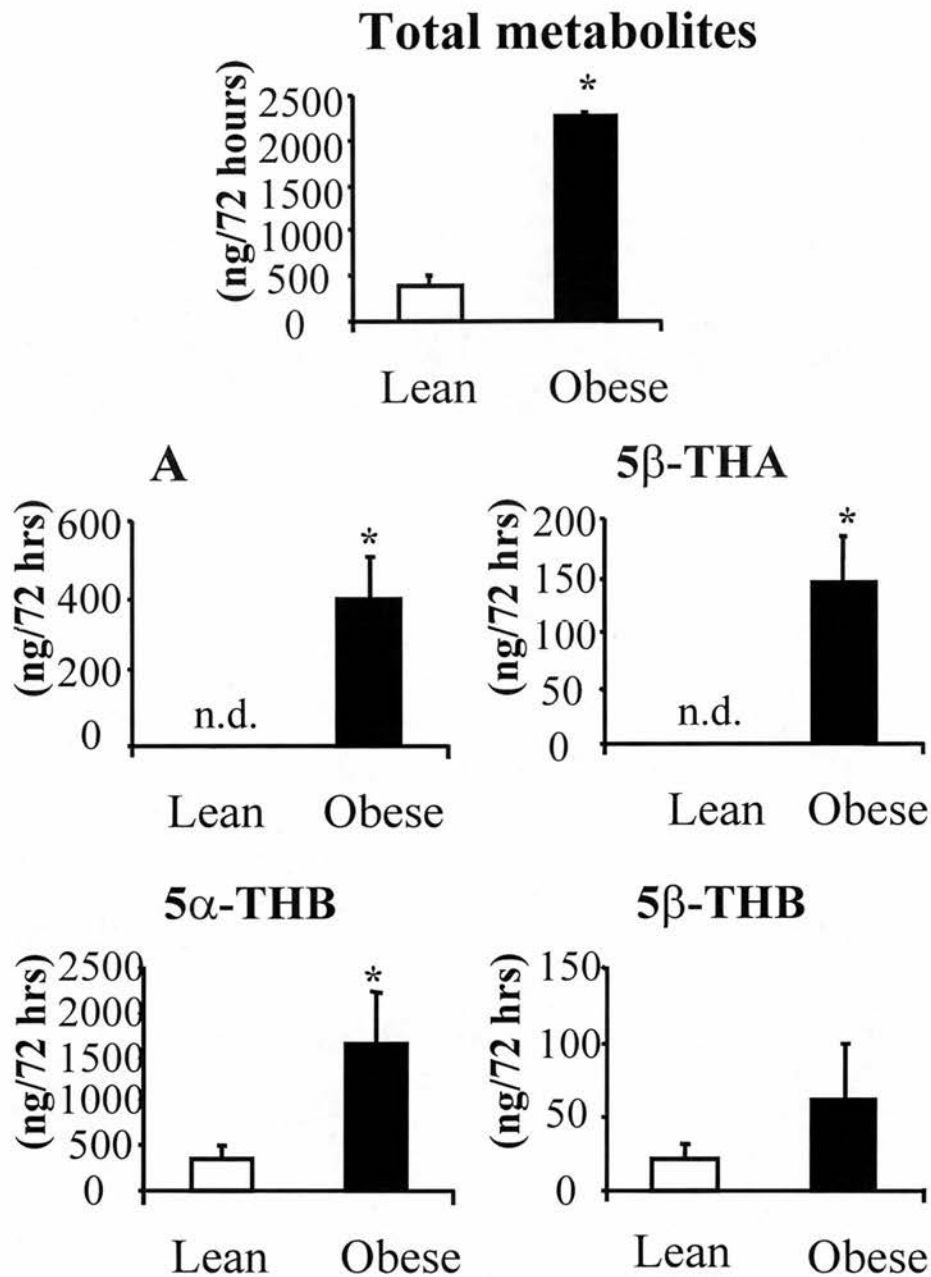 Total metabolites
(ng/72 hours)
2500
2000
1500
1000
500
0
*
Lean Obese
A
(ng/72 hrs)
600
400
200
0
*
n.d.
Lean Obese
5β-THA
(ng/72 hrs)
200
150
100
50
0
*
n.d.
Lean Obese
5α-THB
(ng/72 hrs)
2500
2000
1500
1000
500
0
*
Lean Obese
5β-THB
(ng/72 hrs)
150
100
50
0
Lean Obese